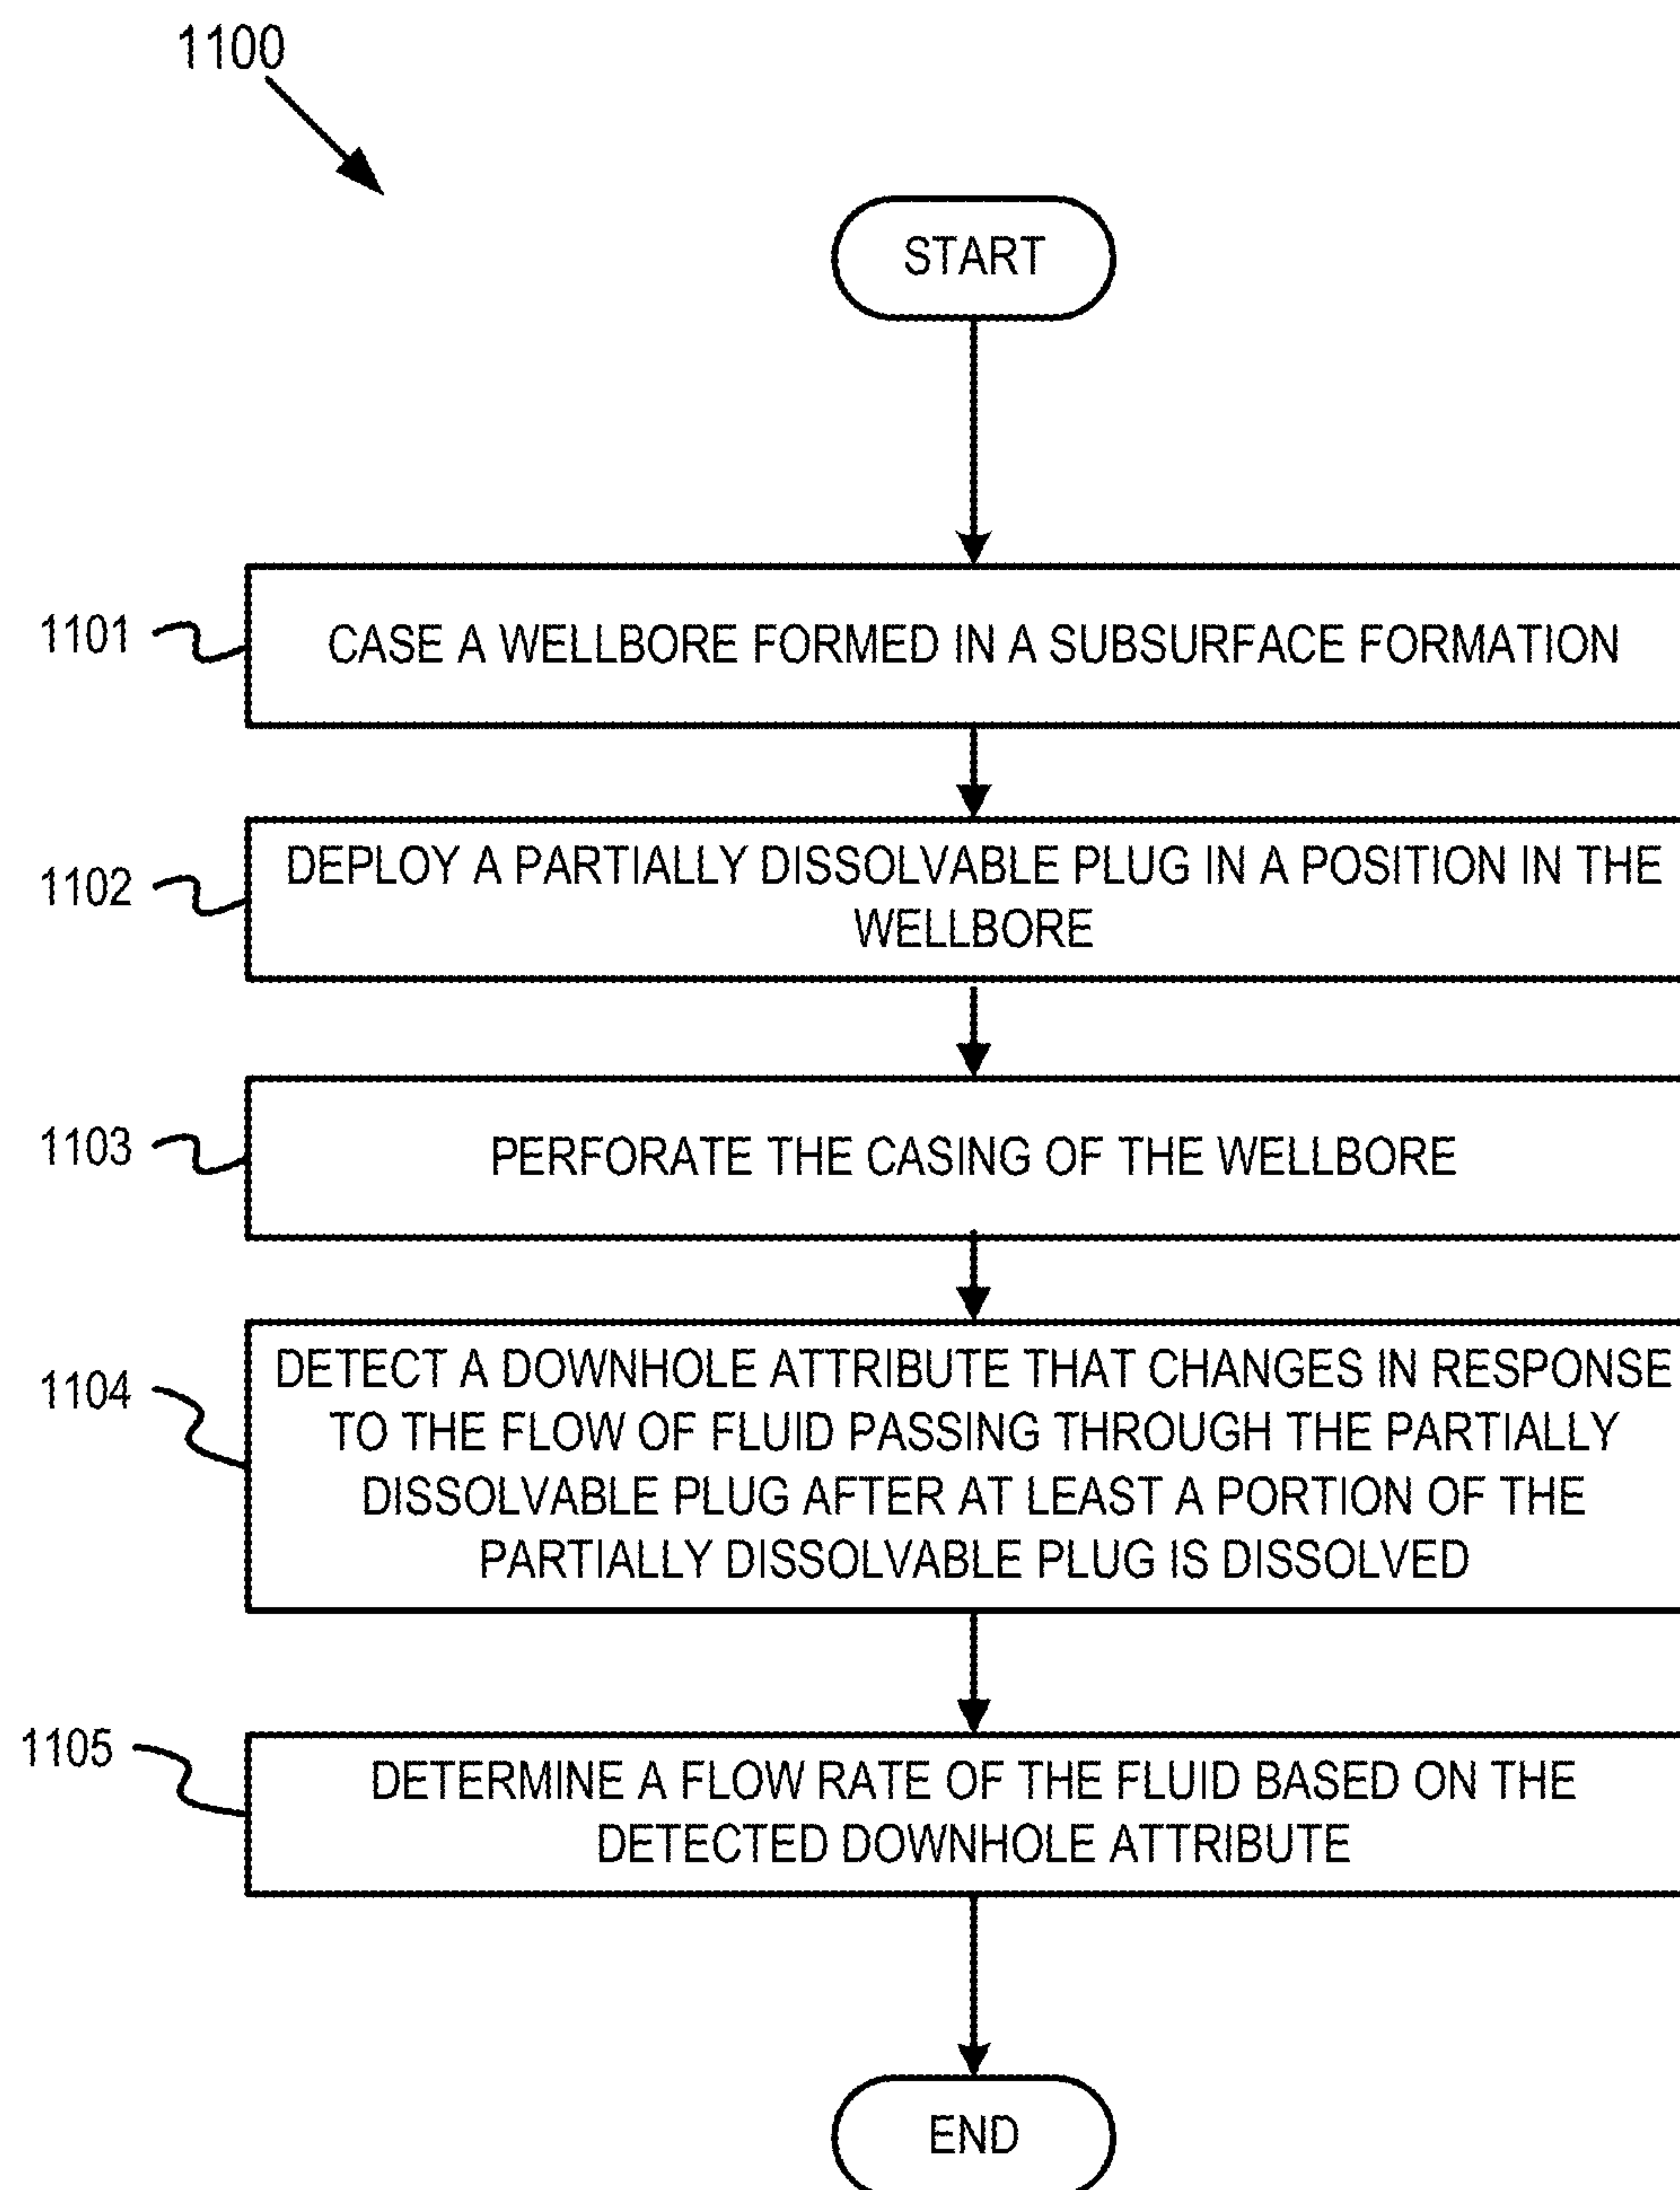 1100
START
1101
CASE A WELLBORE FORMED IN A SUBSURFACE FORMATION
1102
DEPLOY A PARTIALLY DISSOLVABLE PLUG IN A POSITION IN THE
WELLBORE
1103
PERFORATE THE CASING OF THE WELLBORE
1104
DETECT A DOWNHOLE ATTRIBUTE THAT CHANGES IN RESPONSE
TO THE FLOW OF FLUID PASSING THROUGH THE PARTIALLY
DISSOLVABLE PLUG AFTER AT LEAST A PORTION OF THE
PARTIALLY DISSOLVABLE PLUG IS DISSOLVED
1105
DETERMINE A FLOW RATE OF THE FLUID BASED ON THE
DETECTED DOWNHOLE ATTRIBUTE
END